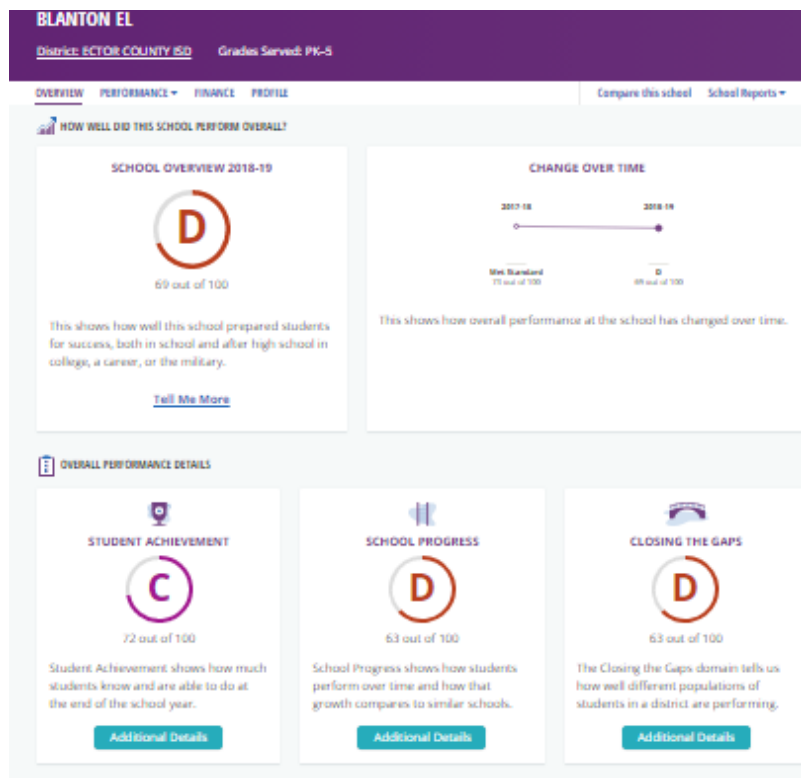 BLANTON EL
District: ECTOR COUNTY ISD Grades Served: PK-5
OVERVIEW PERFORMANCE FINANCE PROFILE Compare this school School Reports
HOW WELL DID THIS SCHOOL PERFORM OVERALL?
SCHOOL OVERVIEW 2018-19
D
69 out of 100
This shows how well this school prepared students
for success, both in school and after high school in
college, a career, or the military.
Tell Me More
CHANGE OVER TIME
2017-18 2018-19
Met Standard D
out of 100 69 out of 100
This shows how overall performance at the school has changed over time.
OVERALL PERFORMANCE DETAILS
STUDENT ACHIEVEMENT
C
72 out of 100
Student Achievement shows how much
students know and are able to do at
the end of the school year.
Additional Details
SCHOOL PROGRESS
D
63 out of 100
School Progress shows how students
perform over time and how that
growth compares to similar schools.
Additional Details
CLOSING THE GAPS
D
63 out of 100
The Closing the Gaps domain tells us
how well different populations of
students in a district are performing.
Additional Details